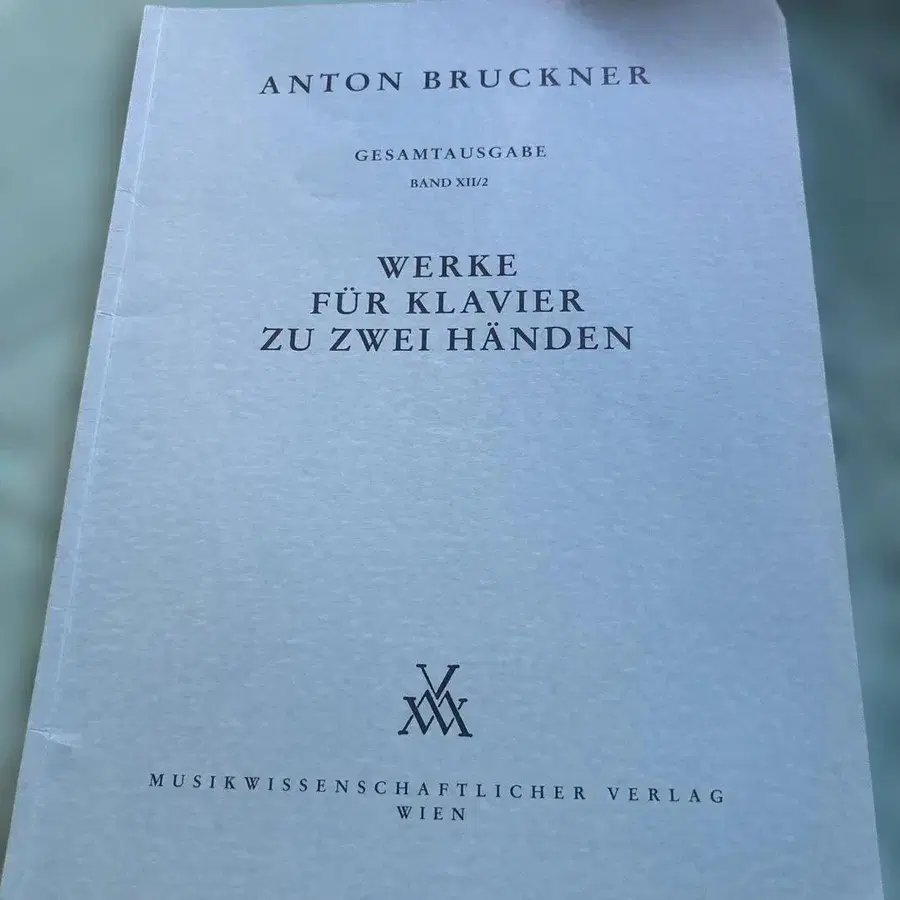 ANTON BRUCKNER
GESAMTAUSGABE
BAND XII/2
WERKE
FÜR KLAVIER
ZU ZWEI HÄNDEN
MUSIKWISSENSCHAFTLICHER VERLAG
WIEN